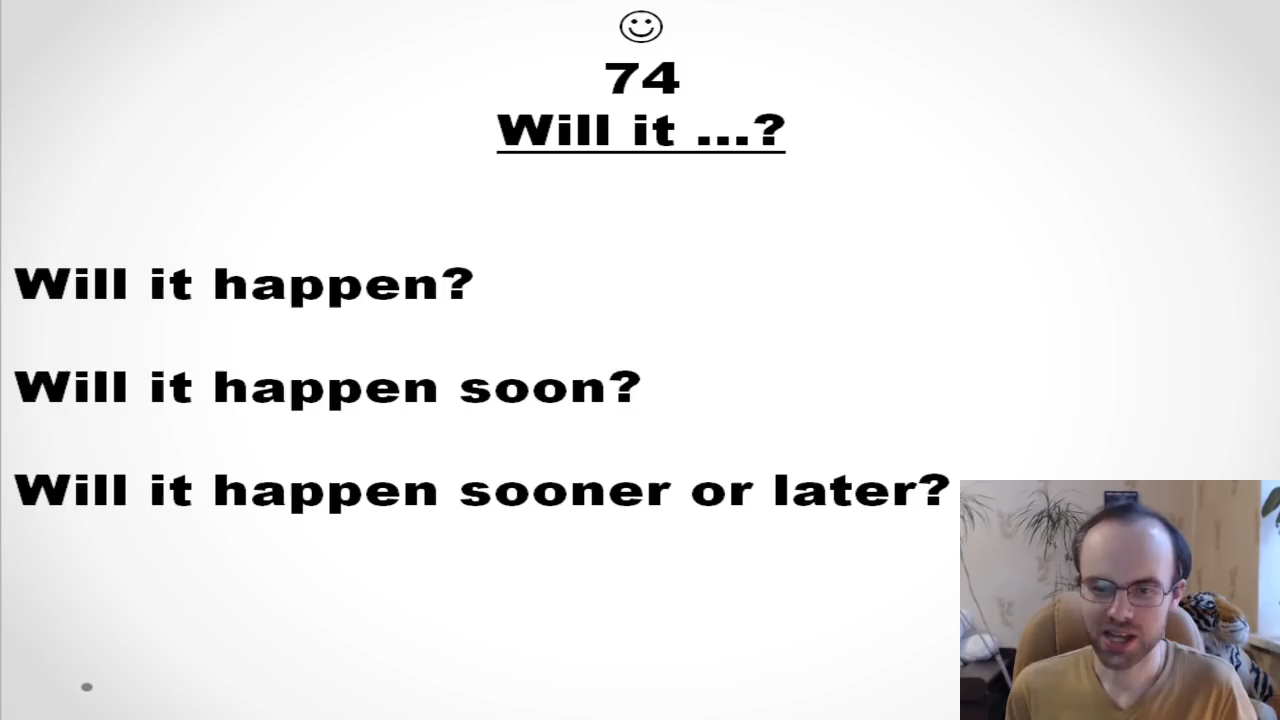 74
Will it ...?
Will it happen?
Will it happen soon?
Will it happen sooner or later?